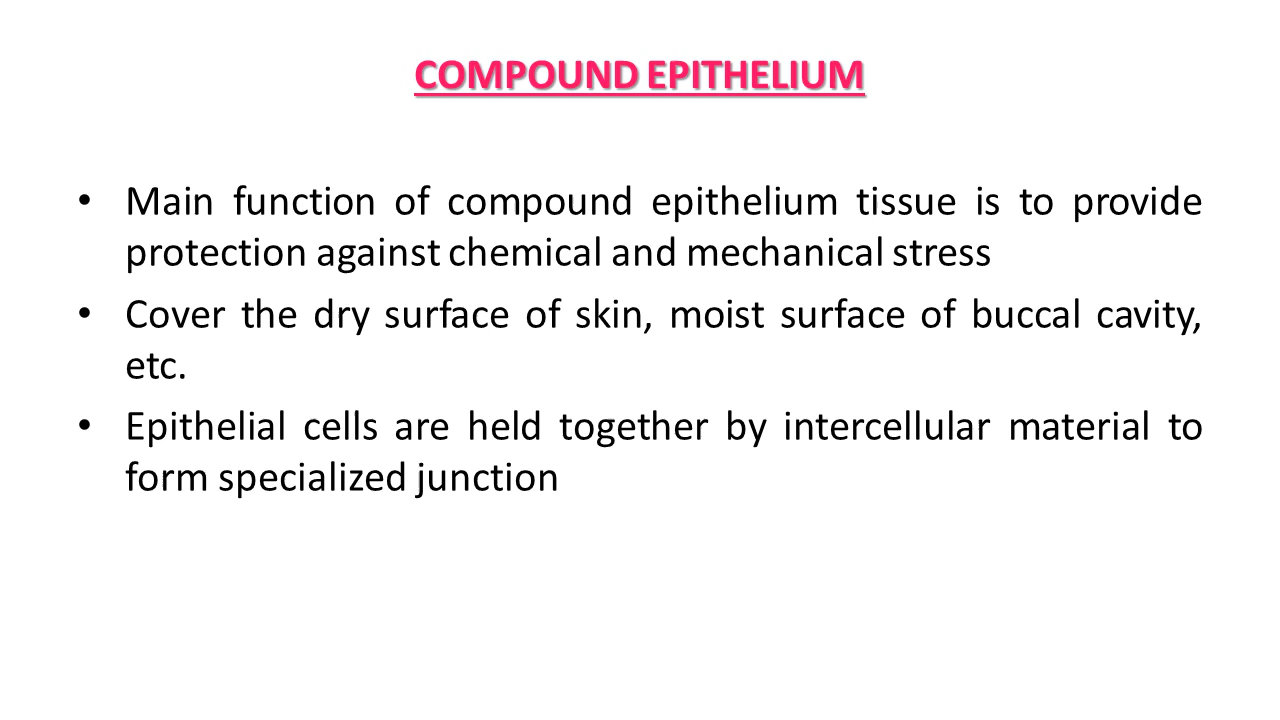 COMPOUND EPITHELIUM
• Main function of compound epithelium tissue is to provide
protection against chemical and mechanical stress
• Cover the dry surface of skin, moist surface of buccal cavity,
etc.
• Epithelial cells are held together by intercellular material to
form specialized junction